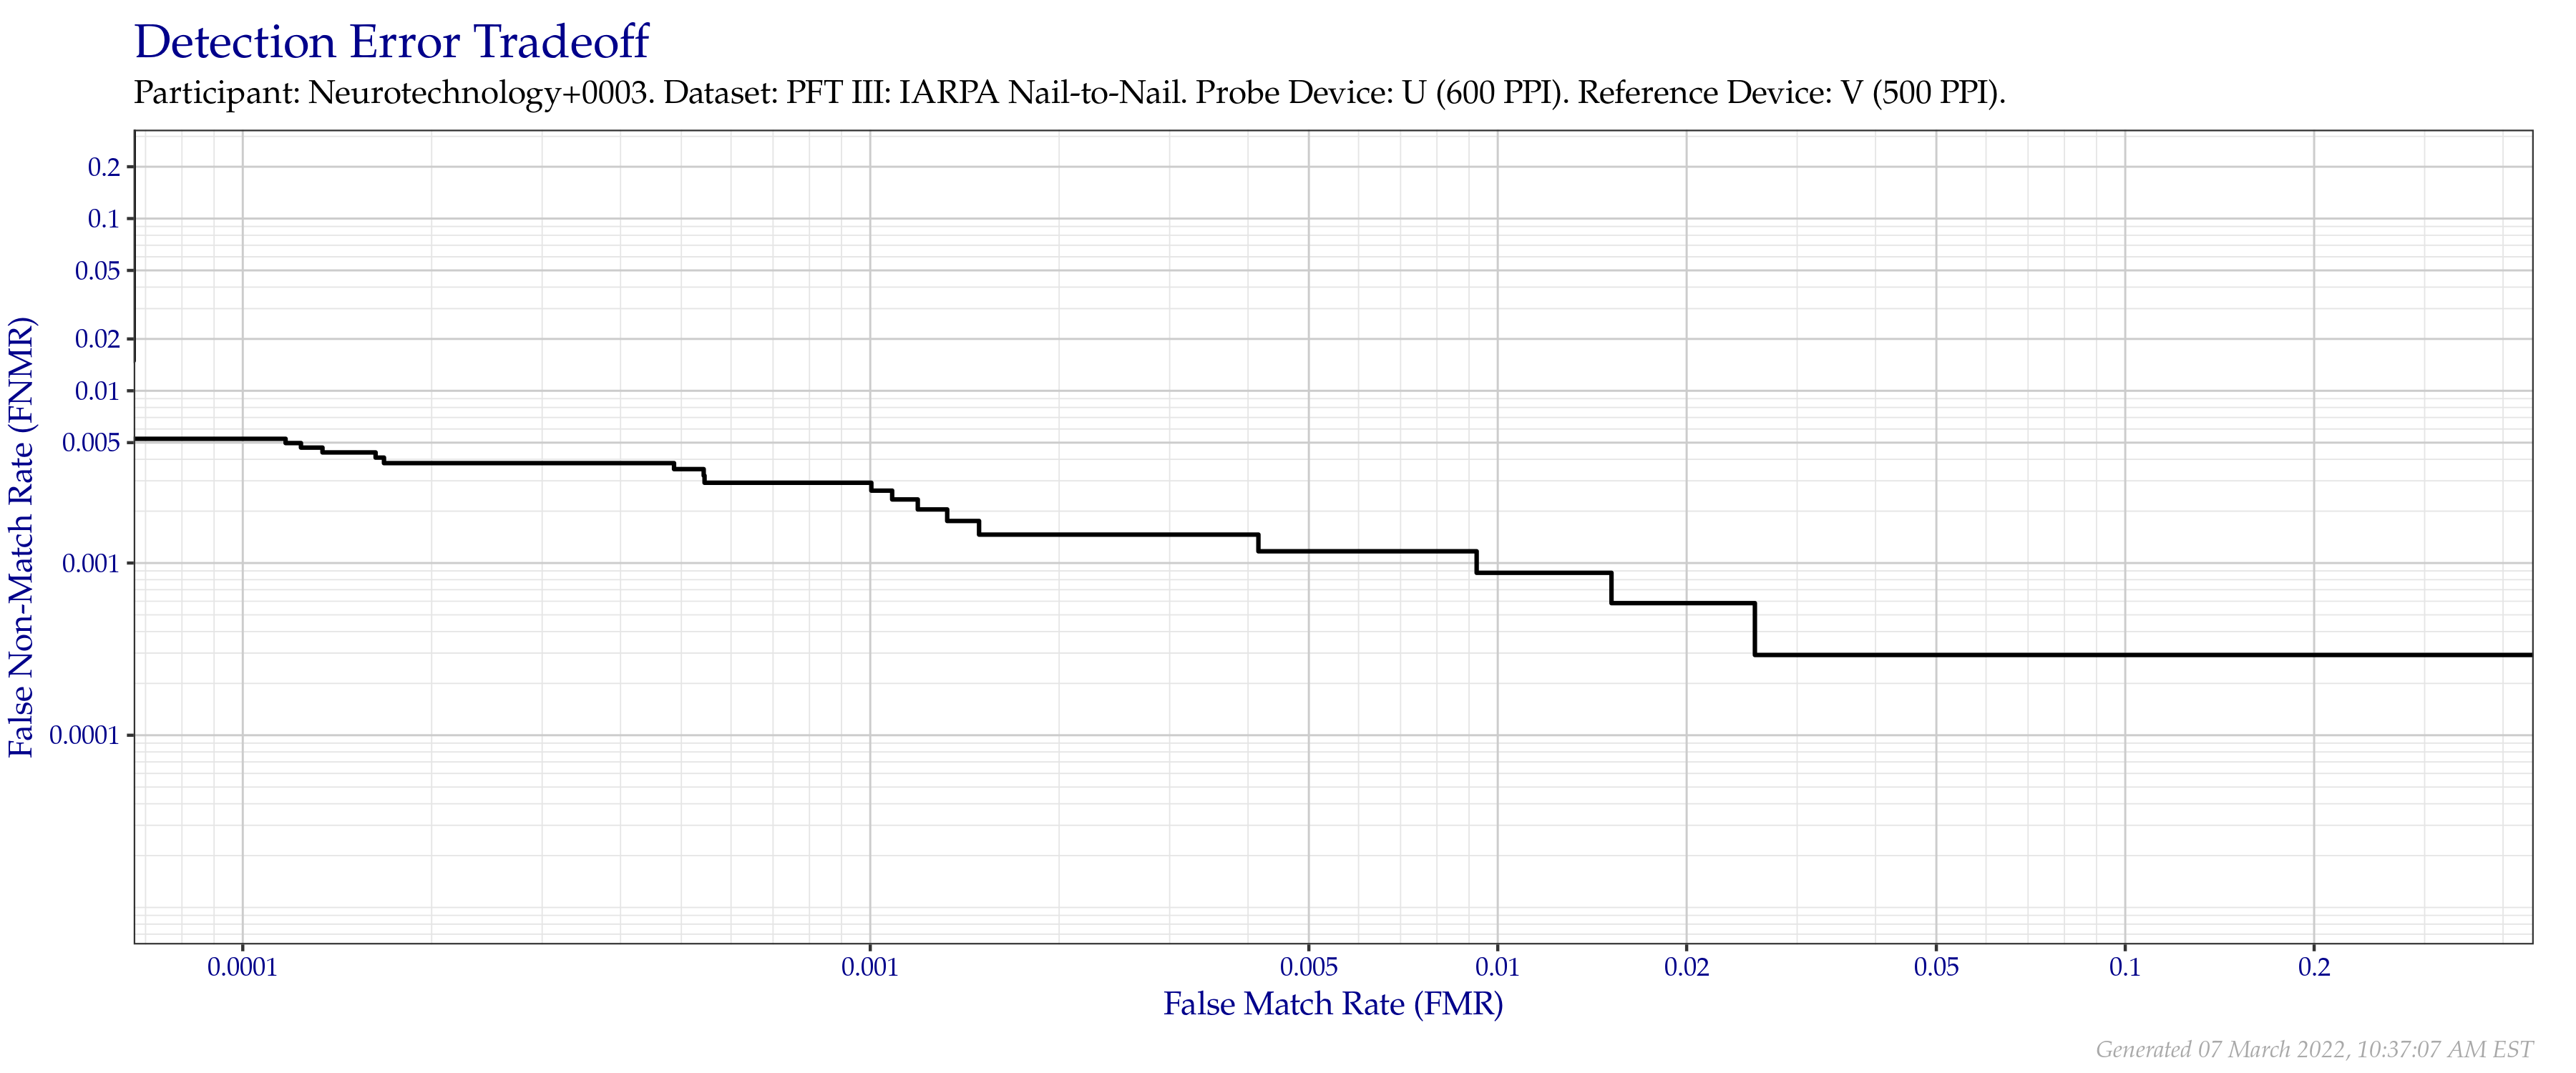 Detection Error Tradeoff
Participant: Neurotechnology+0003. Dataset: PFT III: IARPA Nail-to-Nail. Probe Device: U (600 PPI). Reference Device: V (500 PPI).
False Non-Match Rate (FNMR)
0.2
0.1
0.05
0.02
0.01
0.005
0.001
0.0001
0.0001 0.001 0.005 0.01 0.02 0.05 0.1 0.2
False Match Rate (FMR)
Generated 07 March 2022, 10:37:07 AM EST